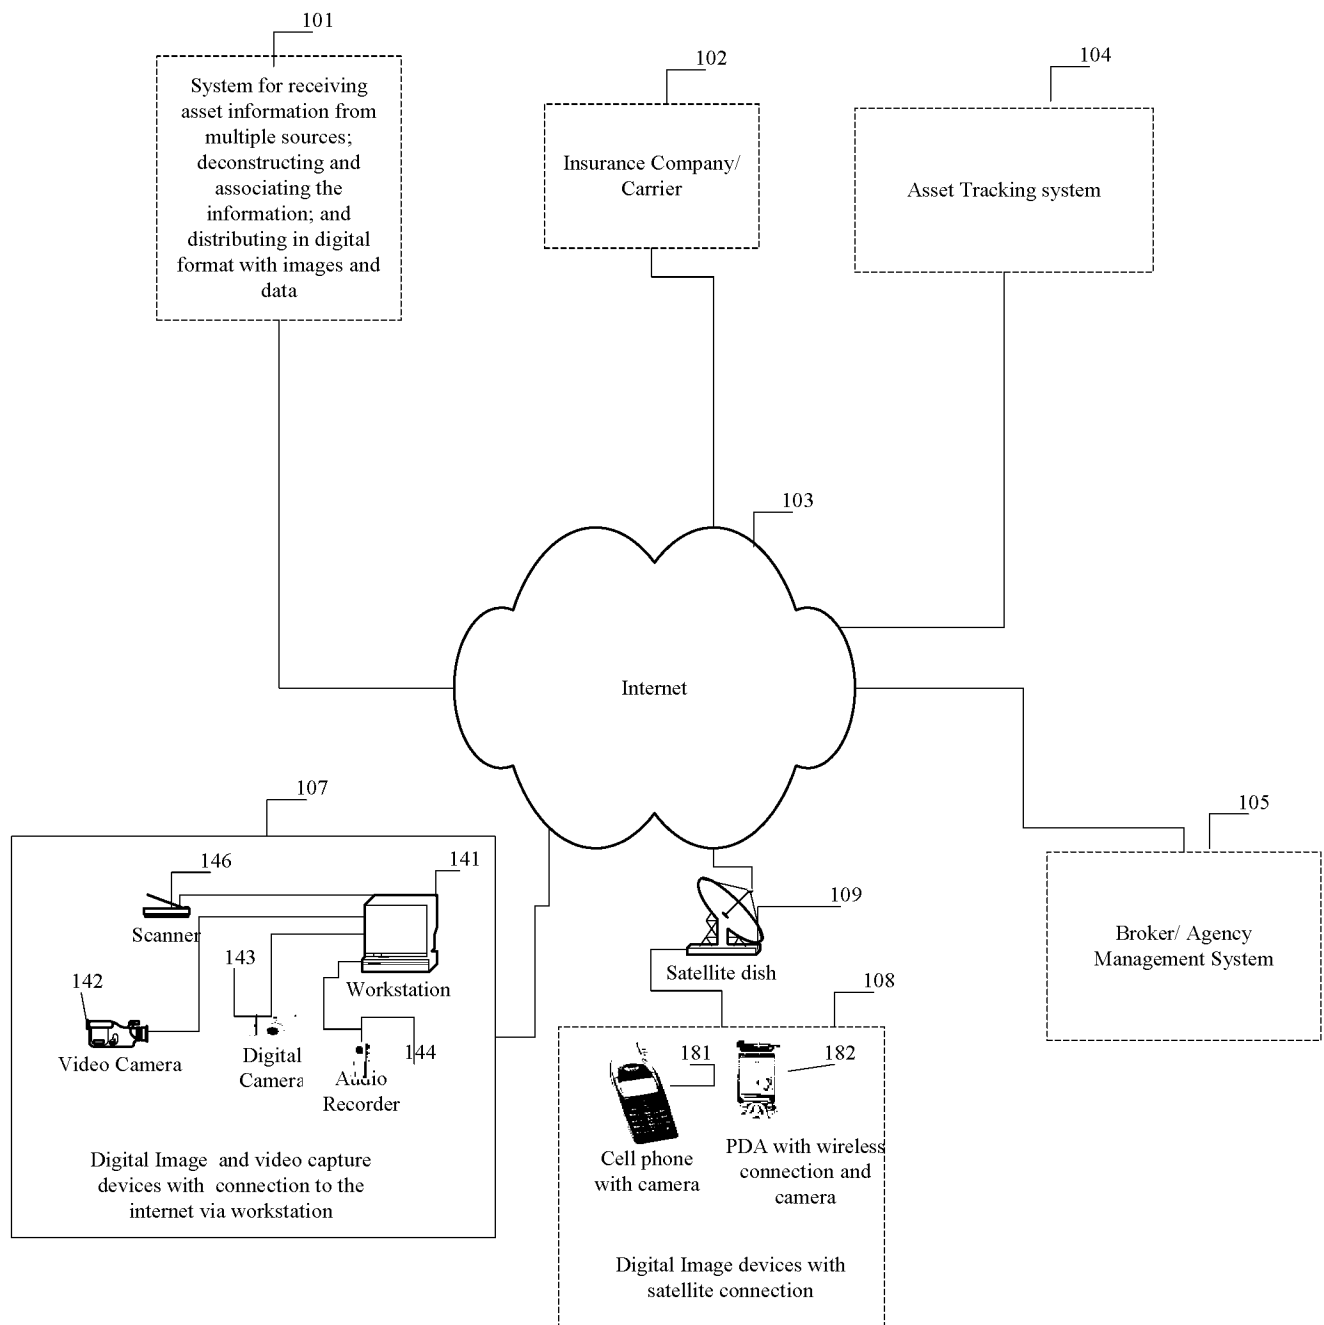 101
System for receiving
asset information from
multiple sources;
deconstructing and
associating the
information; and
distributing in digital
format with images and
data
102
Insurance Company/
Carrier
104
Asset Tracking system
103
Internet
107
146
141
Scanner
143
Workstation
142
Video Camera
Digital
Camera
144
Audio
Recorder
Digital Image and video capture
devices with connection to the
internet via workstation
109
Satellite dish
108
181
182
Cell phone
with camera
PDA with wireless
connection and
camera
Digital Image devices with
satellite connection
105
Broker/ Agency
Management System